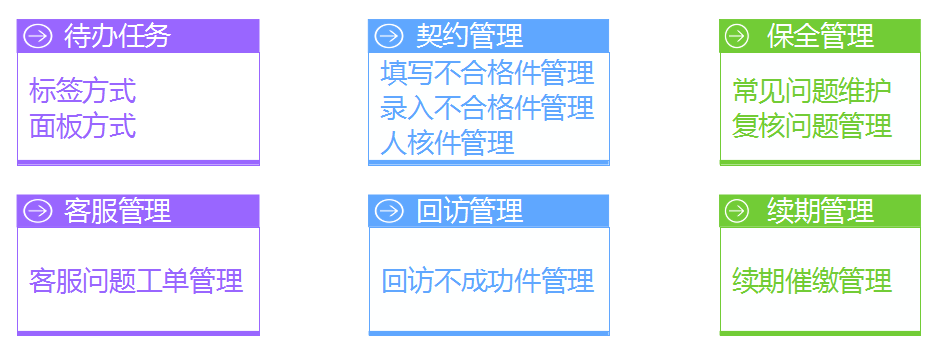 待办任务
标签方式
面板方式
契约管理
填写不合格件管理
录入不合格件管理
人核件管理
保全管理
常见问题维护
复核问题管理
客服管理
客服问题工单管理
回访管理
回访不成功件管理
续期管理
续期催缴管理